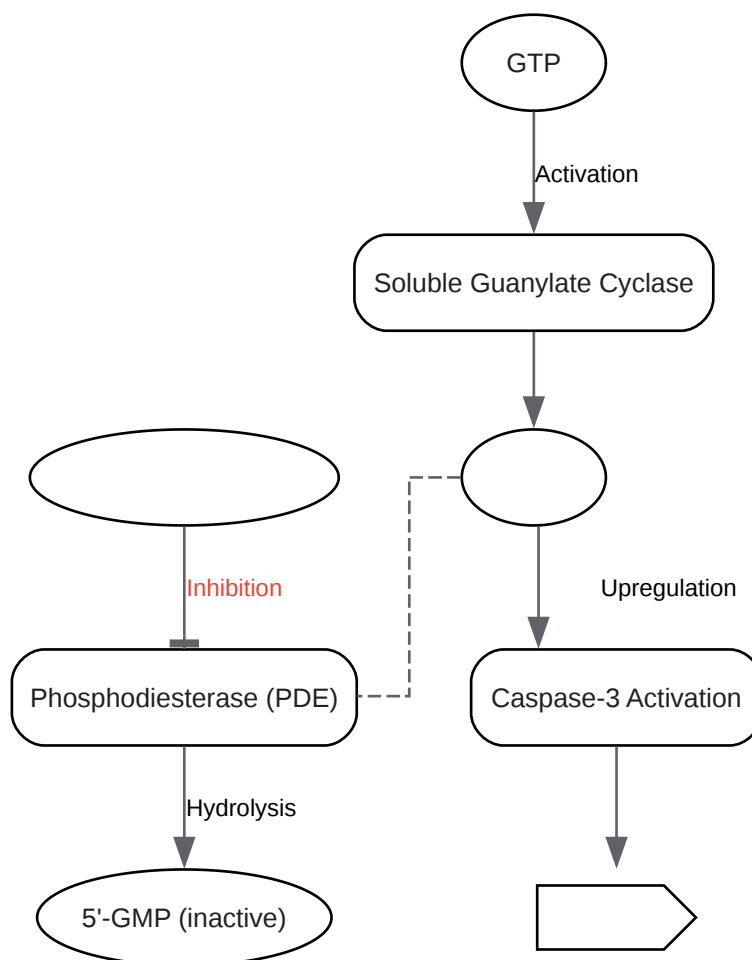 GTP
Activation
Soluble Guanylate Cyclase
Inhibition
Upregulation
Phosphodiesterase (PDE)
Caspase-3 Activation
Hydrolysis
5'-GMP (inactive)